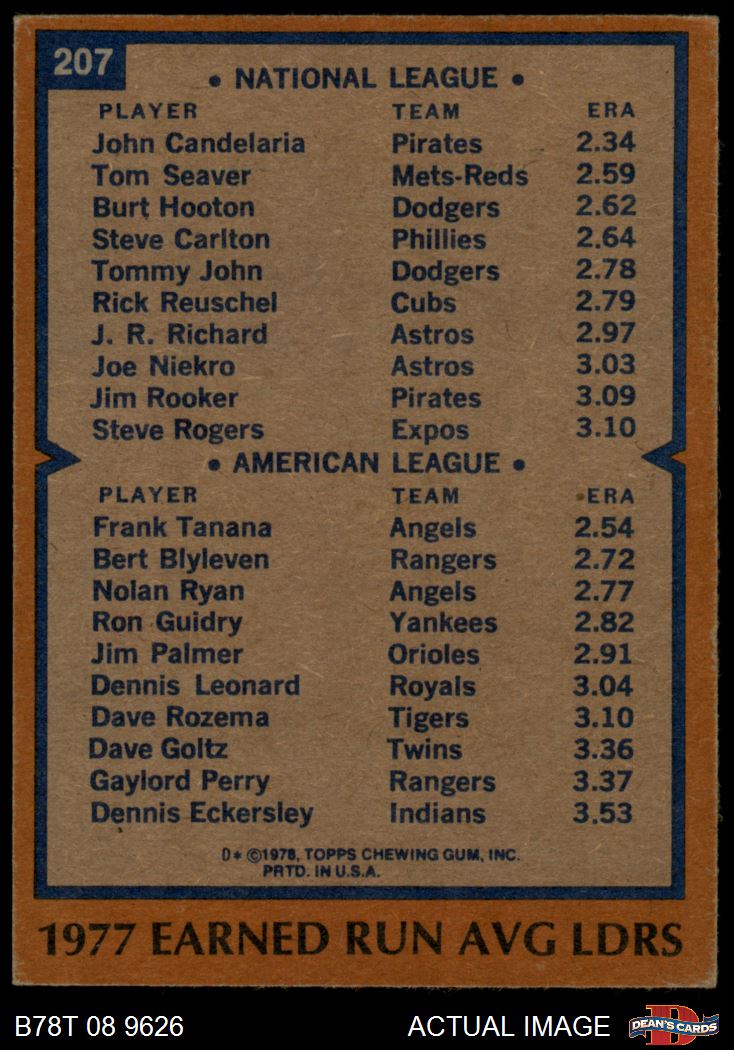 207
• NATIONAL LEAGUE •
PLAYER TEAM ERA
John Candelaria Pirates 2.34
Tom Seaver Mets-Reds 2.59
Burt Hooton Dodgers 2.62
Steve Carlton Phillies 2.64
Tommy John Dodgers 2.78
Rick Reuschel Cubs 2.79
J. R. Richard Astros 2.97
Joe Niekro Astros 3.03
Jim Rooker Pirates 3.09
Steve Rogers Expos 3.10
• AMERICAN LEAGUE •
PLAYER TEAM ERA
Frank Tanana Angels 2.54
Bert Blyleven Rangers 2.72
Nolan Ryan Angels 2.77
Ron Guidry Yankees 2.82
Jim Palmer Orioles 2.91
Dennis Leonard Royals 3.04
Dave Rozema Tigers 3.10
Dave Goltz Twins 3.36
Gaylord Perry Rangers 3.37
Dennis Eckersley Indians 3.53
D* ©1978, TOPPS CHEWING GUM, INC.
PRTD. IN U.S.A.
1977 EARNED RUN AVG LDRS
B78T 08 9626 ACTUAL IMAGE DEAN'S CARDS